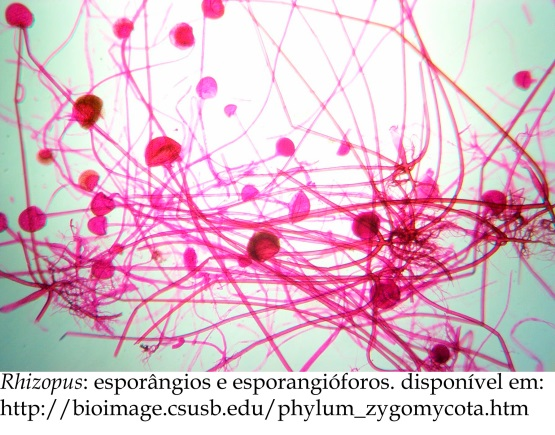 Rhizopus: esporângios e esporangióforos. disponível em:
http://bioimage.csusb.edu/phylum_zygomycota.htm